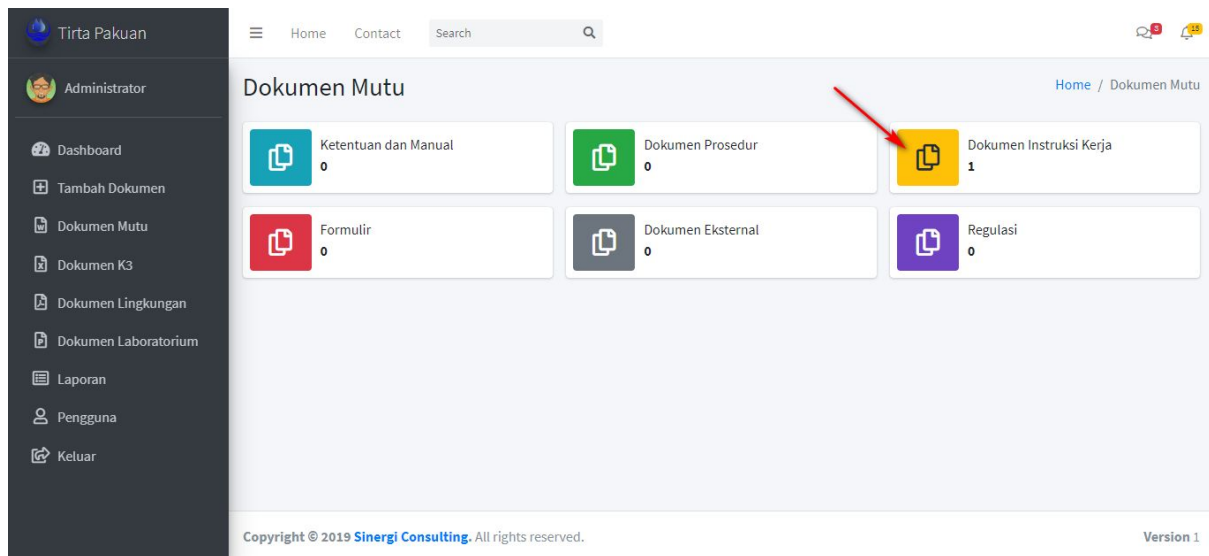 Tirta Pakuan
Home Contact Search
3 15
Administrator
Dashboard
Tambah Dokumen
Dokumen Mutu
Dokumen K3
Dokumen Lingkungan
Dokumen Laboratorium
Laporan
Pengguna
Keluar
Dokumen Mutu
Home / Dokumen Mutu
Ketentuan dan Manual
0
Dokumen Prosedur
0
Dokumen Instruksi Kerja
1
Formulir
0
Dokumen Eksternal
0
Regulasi
0
Copyright © 2019 Sinergi Consulting. All rights reserved.
Version 1